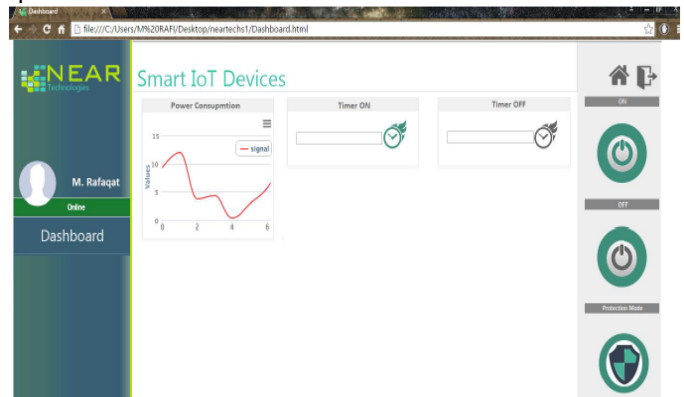 Dashboard
file:///C:/Users/M%20RAFI/Desktop/neartechs1/Dashboard.html
NEAR
Technologies
Smart IoT Devices
M. Rafaqat
Online
Dashboard
Power Consupmtion
signal
Values
15
10
5
0
0 2 4 6
Timer ON
Timer OFF
ON
OFF
Protection Mode